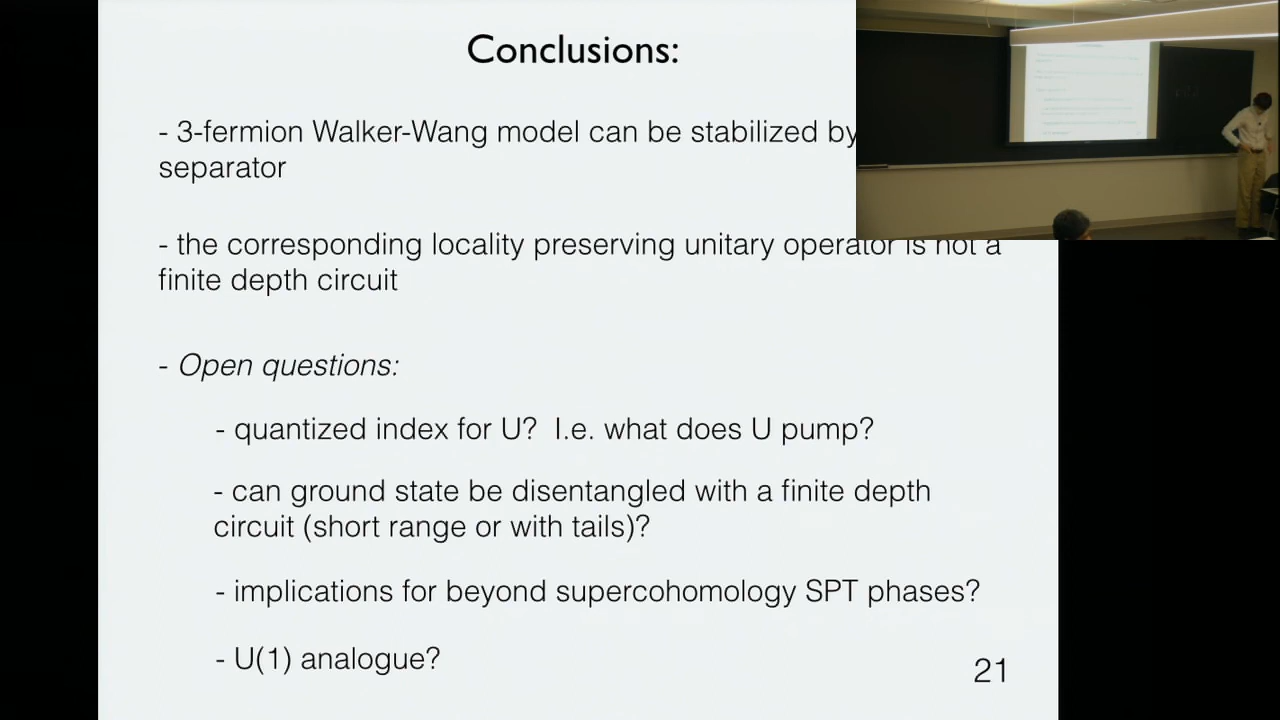 Conclusions:
- 3-fermion Walker-Wang model can be stabilized by
separator
- the corresponding locality preserving unitary operator is not a
finite depth circuit
- Open questions:
- quantized index for U? I.e. what does U pump?
- can ground state be disentangled with a finite depth
circuit (short range or with tails)?
- implications for beyond supercohomology SPT phases?
- U(1) analogue?
21